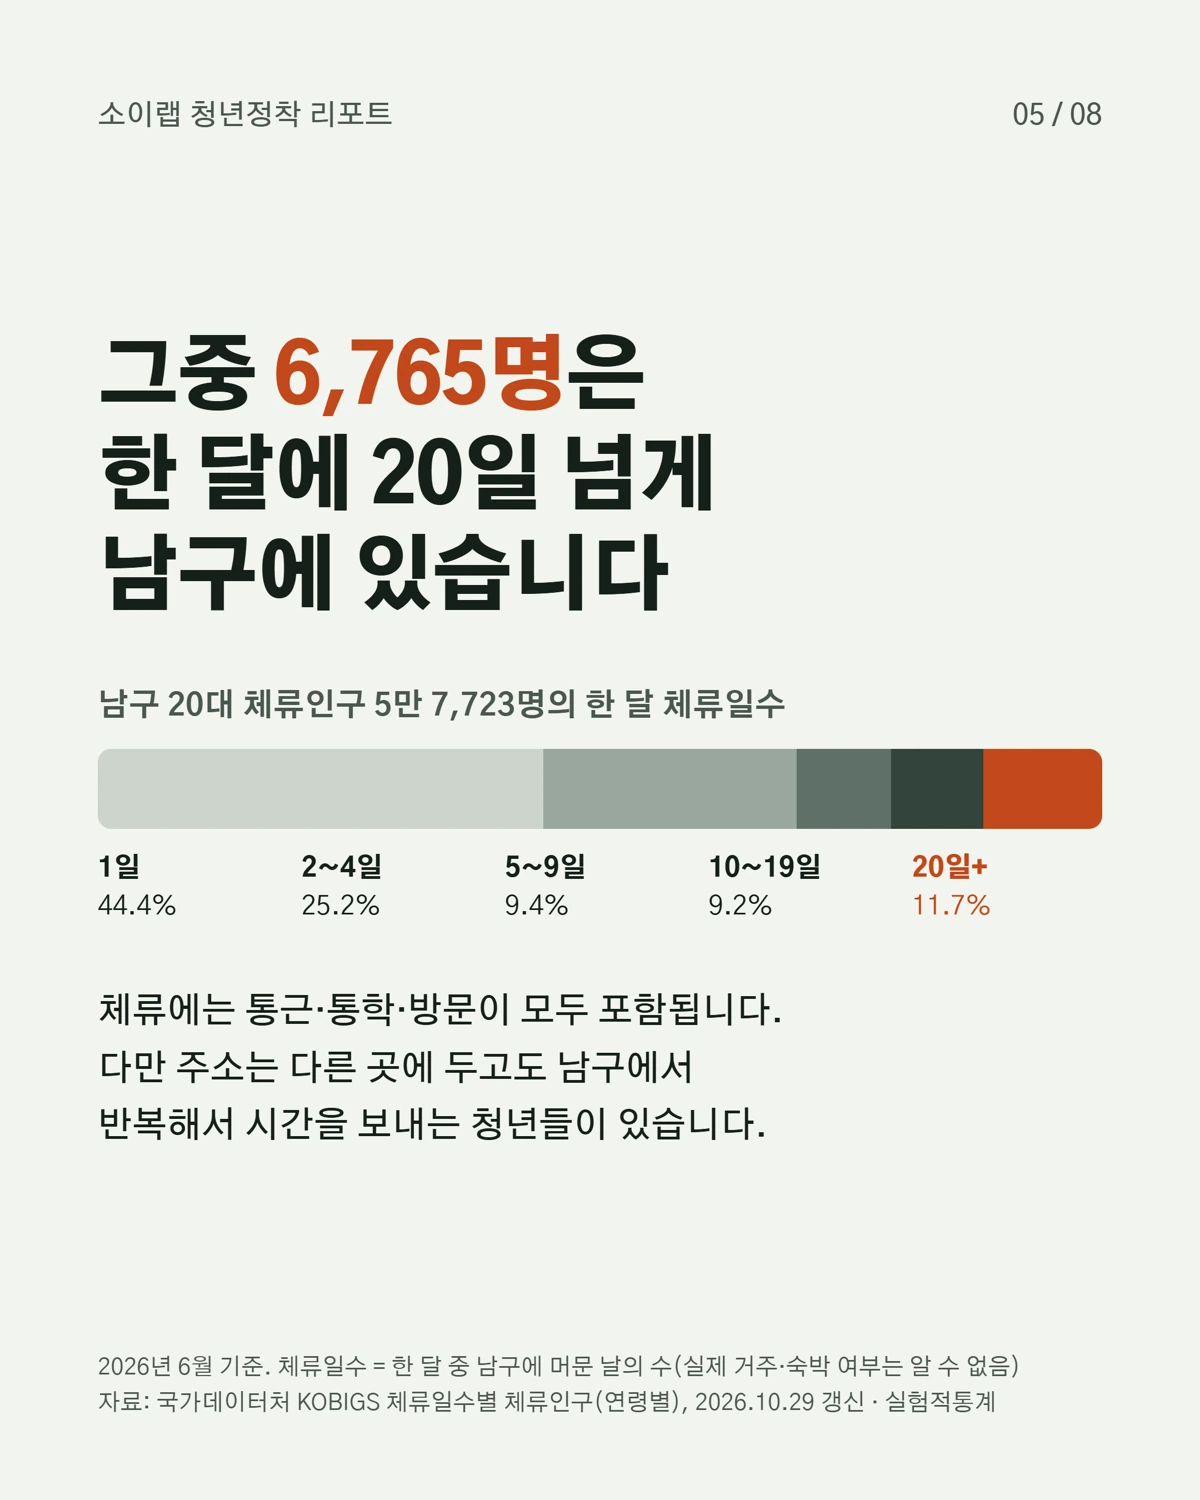 소이랩 청년정착 리포트
05 / 08
그중 6,765명은
한 달에 20일 넘게
남구에 있습니다
남구 20대 체류인구 5만 7,723명의 한 달 체류일수
1일 2~4일 5~9일 10~19일 20일+
44.4% 25.2% 9.4% 9.2% 11.7%
체류에는 통근·통학·방문이 모두 포함됩니다.
다만 주소는 다른 곳에 두고도 남구에서
반복해서 시간을 보내는 청년들이 있습니다.
2026년 6월 기준. 체류일수 = 한 달 중 남구에 머문 날의 수(실제 거주·숙박 여부는 알 수 없음)
자료: 국가데이터처 KOBIGS 체류일수별 체류인구(연령별), 2026.10.29 갱신 · 실험적통계